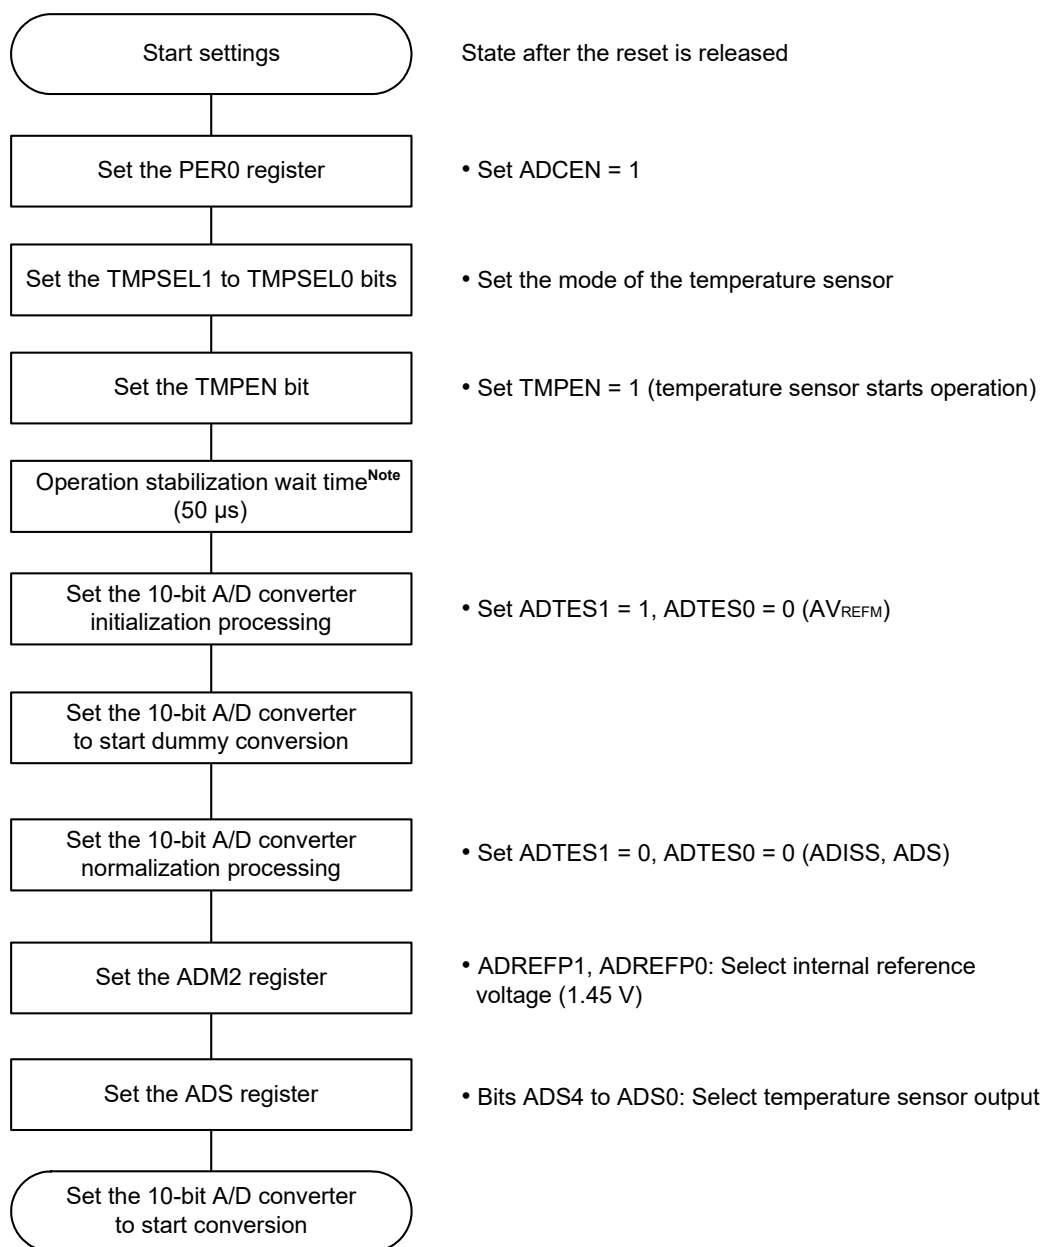 Start settings
State after the reset is released
Set the PER0 register
• Set ADCEN = 1
Set the TMPSEL1 to TMPSEL0 bits
• Set the mode of the temperature sensor
Set the TMPEN bit
• Set TMPEN = 1 (temperature sensor starts operation)
Operation stabilization wait timeNote
(50 μs)
Set the 10-bit A/D converter
initialization processing
• Set ADTES1 = 1, ADTES0 = 0 (AVREFM)
Set the 10-bit A/D converter
to start dummy conversion
Set the 10-bit A/D converter
normalization processing
• Set ADTES1 = 0, ADTES0 = 0 (ADISS, ADS)
Set the ADM2 register
• ADREFP1, ADREFP0: Select internal reference
voltage (1.45 V)
Set the ADS register
• Bits ADS4 to ADS0: Select temperature sensor output
Set the 10-bit A/D converter
to start conversion